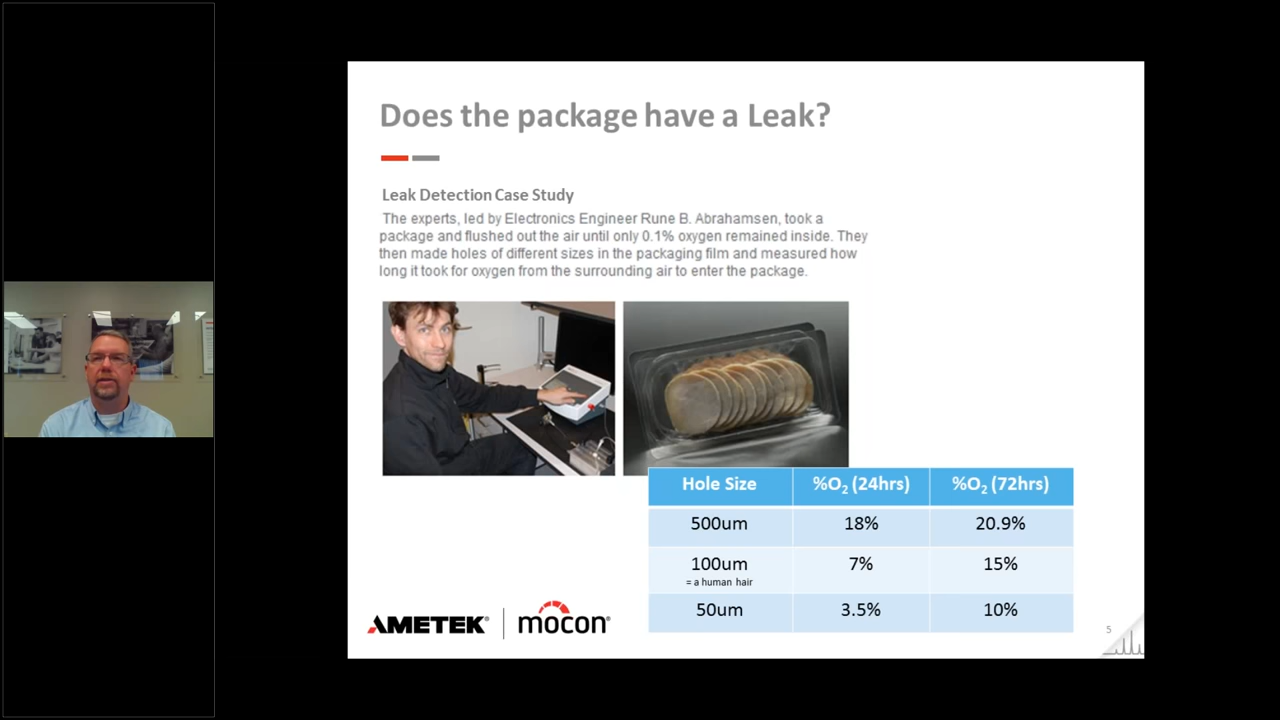 Does the package have a Leak?
Leak Detection Case Study
The experts, led by Electronics Engineer Rune B. Abrahamsen, took a
package and flushed out the air until only 0.1% oxygen remained inside. They
then made holes of different sizes in the packaging film and measured how
long it took for oxygen from the surrounding air to enter the package.
Hole Size %O₂ (24hrs) %O₂ (72hrs)
500um 18% 20.9%
100um 7% 15%
= a human hair
50um 3.5% 10%
AMETEK® mocon®
5